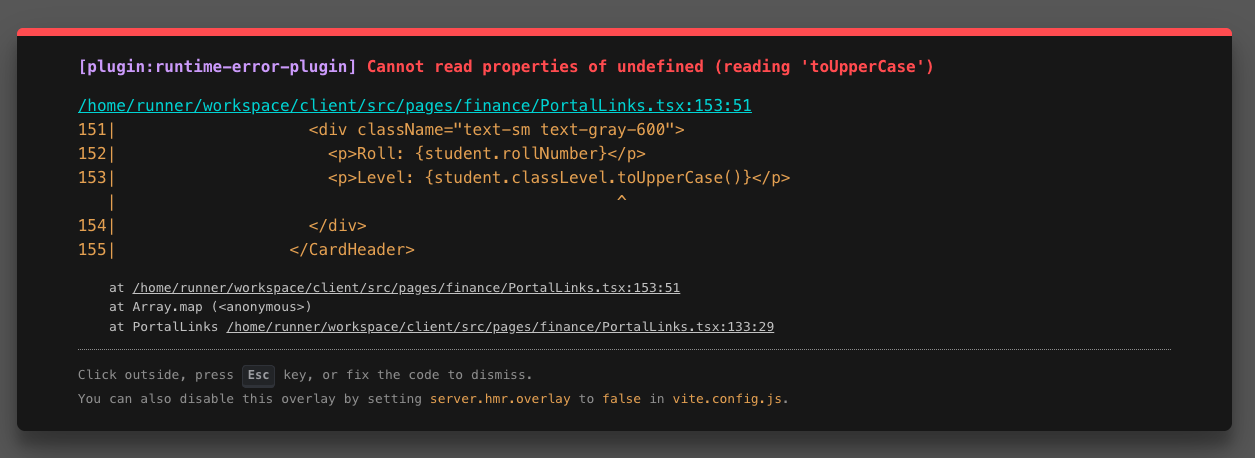 [plugin:runtime-error-plugin] Cannot read properties of undefined (reading 'toUpperCase')
/home/runner/workspace/client/src/pages/finance/PortalLinks.tsx:153:51
151|                    <div className="text-sm text-gray-600">
152|                      <p>Roll: {student.rollNumber}</p>
153|                      <p>Level: {student.classLevel.toUpperCase()}</p>
   |                                                    ^
154|                    </div>
155|                  </CardHeader>
at /home/runner/workspace/client/src/pages/finance/PortalLinks.tsx:153:51
at Array.map (<anonymous>)
at PortalLinks /home/runner/workspace/client/src/pages/finance/PortalLinks.tsx:133:29
Click outside, press Esc key, or fix the code to dismiss.
You can also disable this overlay by setting server.hmr.overlay to false in vite.config.js.